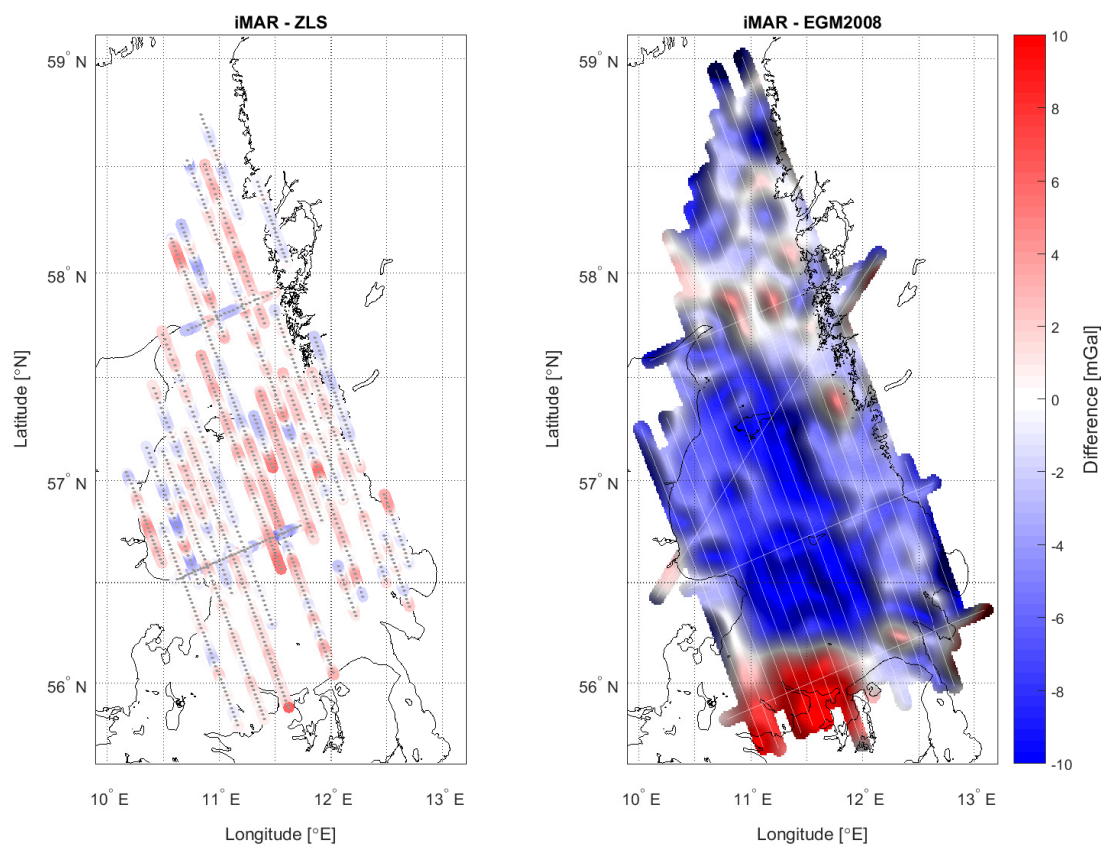 iMAR - ZLS
59° N
58° N
57° N
56° N
10° E
11° E
12° E
13° E
Latitude [°N]
Longitude [°E]
iMAR - EGM2008
59° N
58° N
57° N
56° N
10° E
11° E
12° E
13° E
Latitude [°N]
Longitude [°E]
10
8
6
4
2
0
-2
-4
-6
-8
-10
Difference [mGal]